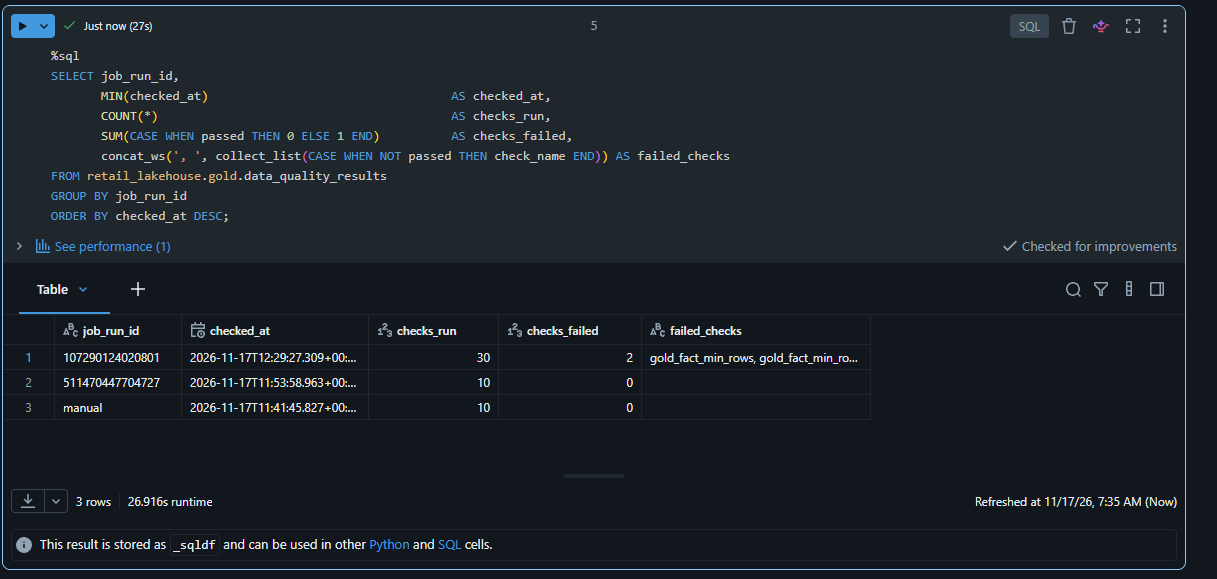 Just now (27s)
5
SQL
%sql
SELECT job_run_id,
MIN(checked_at) AS checked_at,
COUNT(*) AS checks_run,
SUM(CASE WHEN passed THEN 0 ELSE 1 END) AS checks_failed,
concat_ws(', ', collect_list(CASE WHEN NOT passed THEN check_name END)) AS failed_checks
FROM retail_lakehouse.gold.data_quality_results
GROUP BY job_run_id
ORDER BY checked_at DESC;
See performance (1)
Checked for improvements
Table
job_run_id checked_at checks_run checks_failed failed_checks
1 107290124020801 2026-11-17T12:29:27.309+00:... 30 2 gold_fact_min_rows, gold_fact_min_ro...
2 511470447704727 2026-11-17T11:53:58.963+00:... 10 0
3 manual 2026-11-17T11:41:45.827+00:... 10 0
3 rows 26.916s runtime
Refreshed at 11/17/26, 7:35 AM (Now)
This result is stored as _sqldf and can be used in other Python and SQL cells.